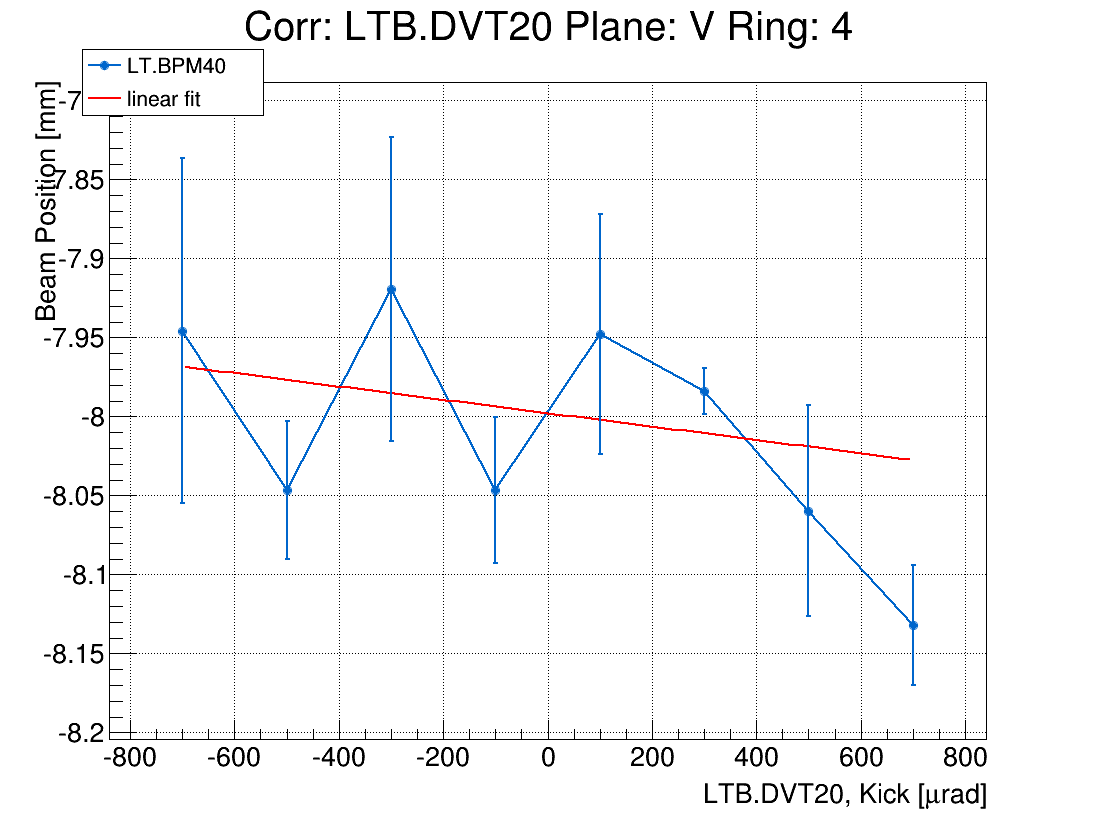 Corr: LTB.DVT20 Plane: V Ring: 4
LT.BPM40
linear fit
Beam Position [mm]
-7
7.85
-7.9
-7.95
-8
-8.05
-8.1
-8.15
-8.2
-800 -600 -400 -200 0 200 400 600 800
LTB.DVT20, Kick [μrad]